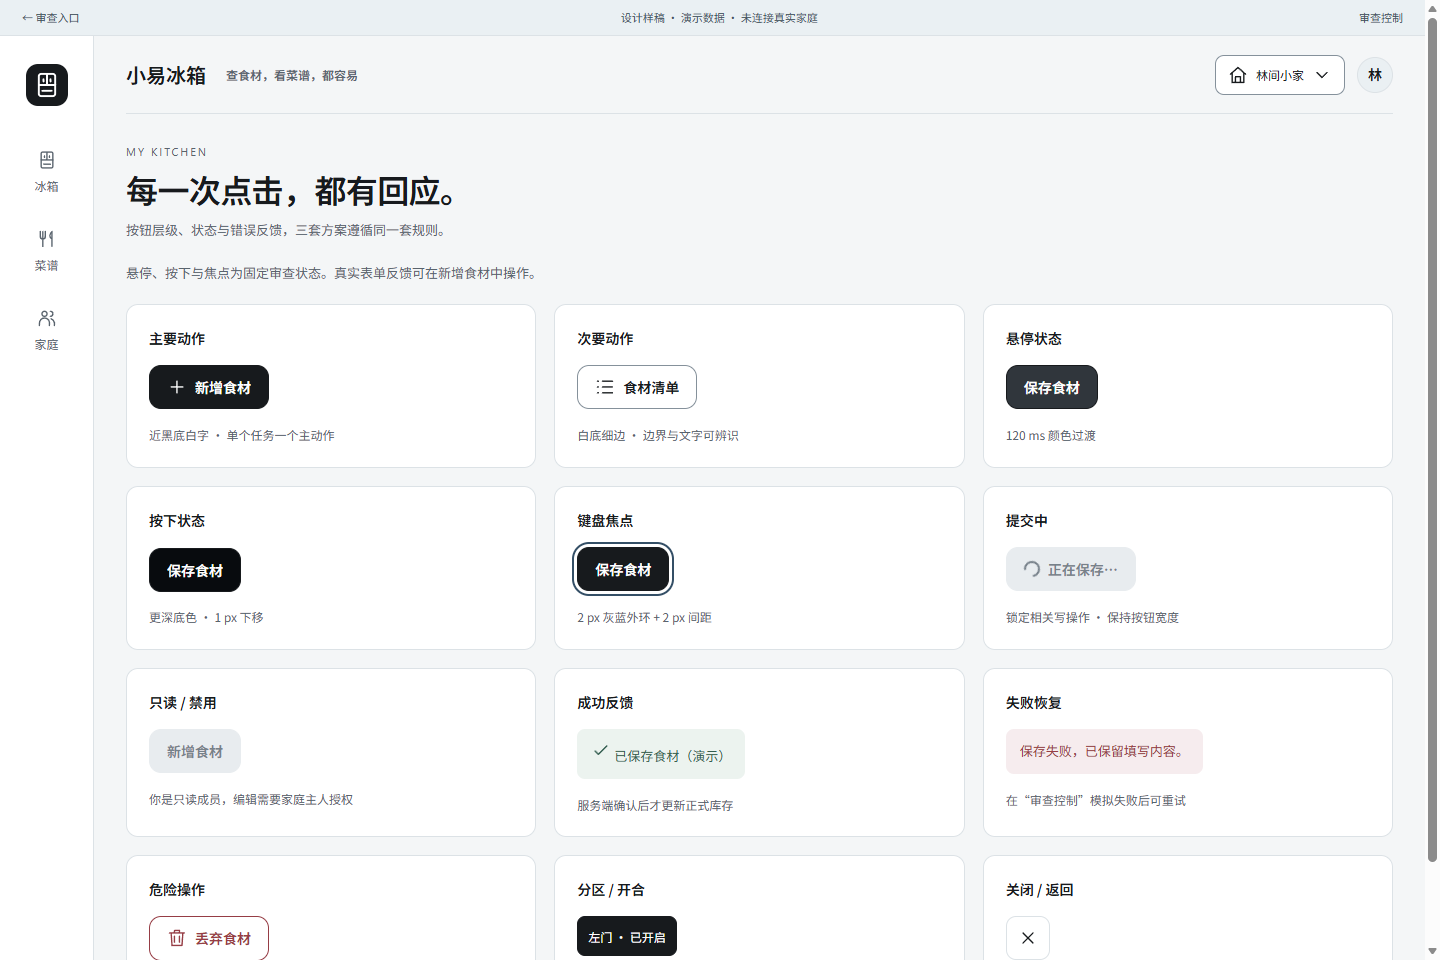 ← 审查入口
设计样稿 · 演示数据 · 未连接真实家庭
审查控制
小易冰箱
查食材，看菜谱，都容易
林间小家
林
冰箱
菜谱
家庭
MY KITCHEN
每一次点击，都有回应。
按钮层级、状态与错误反馈，三套方案遵循同一套规则。
悬停、按下与焦点为固定审查状态。真实表单反馈可在新增食材中操作。
主要动作
新增食材
近黑底白字 · 单个任务一个主动作
次要动作
食材清单
白底细边 · 边界与文字可辨识
悬停状态
保存食材
120 ms 颜色过渡
按下状态
保存食材
更深底色 · 1 px 下移
键盘焦点
保存食材
2 px 灰蓝外环 + 2 px 间距
提交中
正在保存…
锁定相关写操作 · 保持按钮宽度
只读 / 禁用
新增食材
你是只读成员，编辑需要家庭主人授权
成功反馈
已保存食材（演示）
服务端确认后才更新正式库存
失败恢复
保存失败，已保留填写内容。
在“审查控制”模拟失败后可重试
危险操作
丢弃食材
分区 / 开合
左门 · 已开启
关闭 / 返回